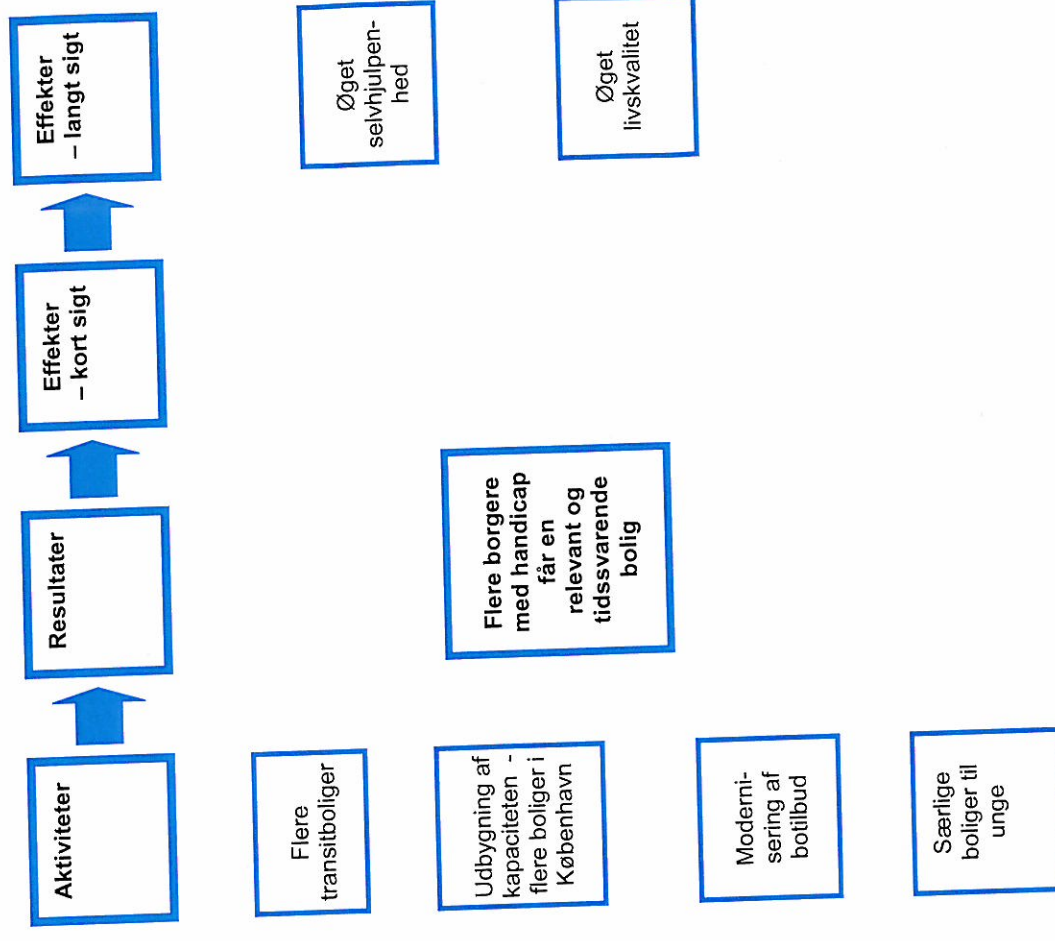 Aktiviteter
Resultater
Effekter
– kort sigt
Effekter
– langt sigt
Flere
transitboliger
Udbygning af
kapaciteten -
flere boliger i
København
Moderni-
sering af
botilbud
Særlige
boliger til
unge
Flere borgere
med handicap
får en
relevant og
tidssvarende
bolig
Øget
selvhjulpen-
hed
Øget
livskvalitet